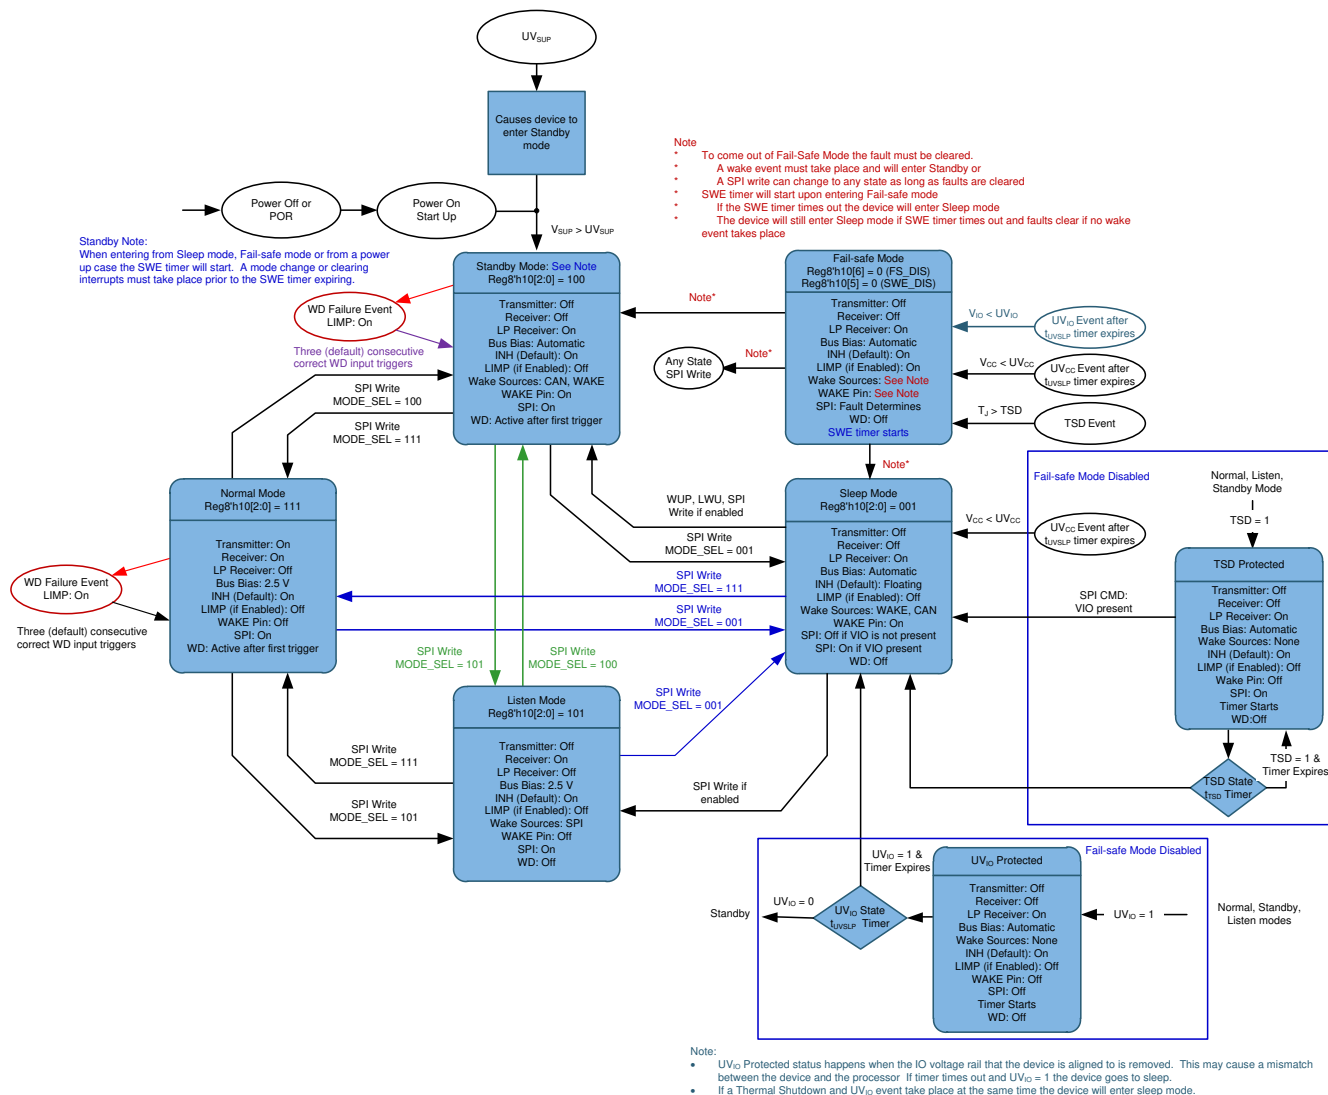 UVSUP
Causes device to
enter Standby
mode
Power Off or
POR
Power On
Start Up
VSUP > UVSUP
Note
* To come out of Fail-Safe Mode the fault must be cleared.
* A wake event must take place and will enter Standby or
* A SPI write can change to any state as long as faults are cleared
* SWE timer will start upon entering Fail-safe mode
* If the SWE timer times out the device will enter Sleep mode
* The device will still enter Sleep mode if SWE timer times out and faults clear if no wake
event takes place
Standby Note:
When entering from Sleep mode, Fail-safe mode or from a power
up case the SWE timer will start. A mode change or clearing
interrupts must take place prior to the SWE timer expiring.
Standby Mode: See Note
Reg8'h10[2:0] = 100
Transmitter: Off
Receiver: Off
LP Receiver: On
Bus Bias: Automatic
INH (Default): On
LIMP (if Enabled): Off
Wake Sources: CAN, WAKE
WAKE Pin: On
SPI: On
WD: Active after first trigger
WD Failure Event
LIMP: On
Three (default) consecutive
correct WD input triggers
SPI Write
MODE_SEL = 100
SPI Write
MODE_SEL = 111
Note*
Any State
SPI Write
Note*
Fail-safe Mode
Reg8'h10[6] = 0 (FS_DIS)
Reg8'h10[5] = 0 (SWE_DIS)
Transmitter: Off
Receiver: Off
LP Receiver: On
Bus Bias: Automatic
INH (Default): On
LIMP (if Enabled): On
Wake Sources: See Note
WAKE Pin: See Note
SPI: Fault Determines
WD: Off
SWE timer starts
VIO < UVIO
UVIO Event after
tUVSLP timer expires
VCC < UVCC
UVCC Event after
tUVSLP timer expires
TJ > TSD
TSD Event
Note*
Normal Mode
Reg8'h10[2:0] = 111
Transmitter: On
Receiver: On
LP Receiver: Off
Bus Bias: 2.5 V
INH (Default): On
LIMP (if Enabled): Off
WAKE Pin: Off
SPI: On
WD: Active after first trigger
WD Failure Event
LIMP: On
Three (default) consecutive
correct WD input triggers
WUP, LWU, SPI
Write if enabled
SPI Write
MODE_SEL = 001
SPI Write
MODE_SEL = 111
SPI Write
MODE_SEL = 001
Sleep Mode
Reg8'h10[2:0] = 001
Transmitter: Off
Receiver: Off
LP Receiver: On
Bus Bias: Automatic
INH (Default): Floating
LIMP (if Enabled): Off
Wake Sources: WAKE, CAN
WAKE Pin: On
SPI: Off if VIO is not present
SPI: On if VIO present
WD: Off
VCC < UVCC
UVCC Event after
tUVSLP timer expires
Fail-safe Mode Disabled
Normal, Listen,
Standby Mode
TSD = 1
TSD Protected
Transmitter: Off
Receiver: Off
LP Receiver: On
Bus Bias: Automatic
Wake Sources: None
INH (Default): On
LIMP (if Enabled): Off
Wake Pin: Off
SPI: On
Timer Starts
WD:Off
SPI CMD:
VIO present
TSD = 1 &
Timer Expires
TSD State
tTSD Timer
SPI Write
MODE_SEL = 101
SPI Write
MODE_SEL = 100
SPI Write
MODE_SEL = 001
Listen Mode
Reg8'h10[2:0] = 101
Transmitter: Off
Receiver: On
LP Receiver: Off
Bus Bias: 2.5 V
INH (Default): On
LIMP (if Enabled): Off
Wake Sources: SPI
WAKE Pin: Off
SPI: On
WD: Off
SPI Write
MODE_SEL = 111
SPI Write
MODE_SEL = 101
SPI Write if
enabled
Fail-safe Mode Disabled
UVIO = 1 &
Timer Expires
UVIO = 0
Standby
UVIO State
tUVSLP Timer
UVIO Protected
Transmitter: Off
Receiver: Off
LP Receiver: On
Bus Bias: Automatic
Wake Sources: None
INH (Default): On
LIMP (if Enabled): Off
WAKE Pin: Off
SPI: Off
Timer Starts
WD: Off
UVIO = 1
Normal, Standby,
Listen modes
Note:
• UVIO Protected status happens when the IO voltage rail that the device is aligned to is removed. This may cause a mismatch
between the device and the processor If timer times out and UVIO = 1 the device goes to sleep.
• If a Thermal Shutdown and UVIO event take place at the same time the device will enter sleep mode.